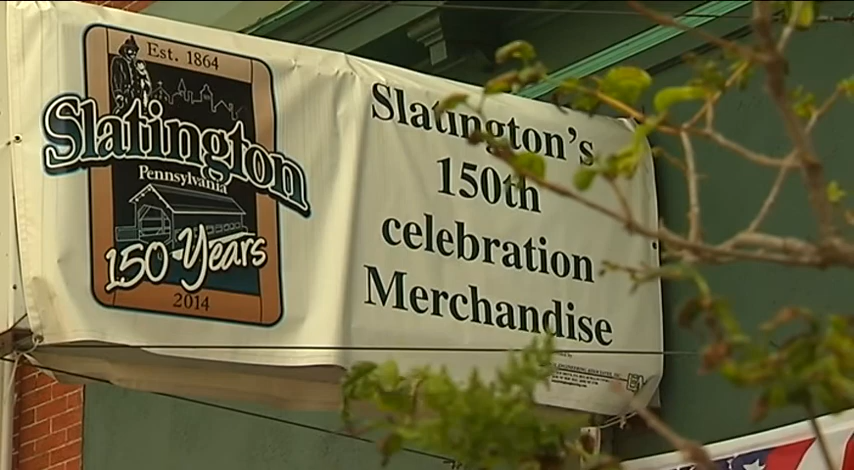 Est. 1864
Slatington
Pennsylvania
150 Years
2014
Slatington's
150th
celebration
Merchandise